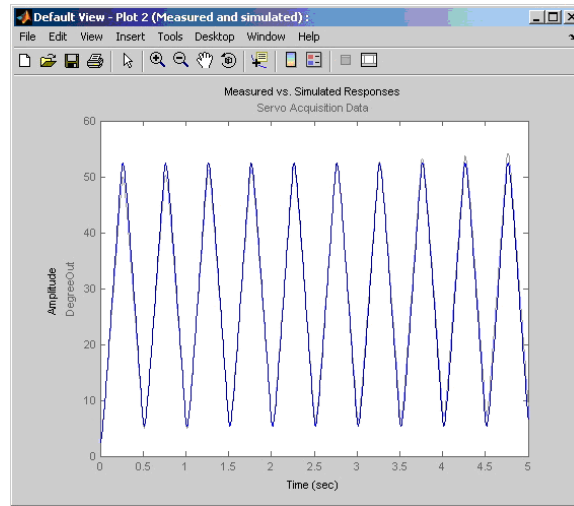 Default View - Plot 2 (Measured and simulated) :
File Edit View Insert Tools Desktop Window Help
Measured vs. Simulated Responses
Servo Acquisition Data
60
50
40
30
20
10
0
Amplitude
DegreeOut
0 0.5 1 1.5 2 2.5 3 3.5 4 4.5 5
Time (sec)